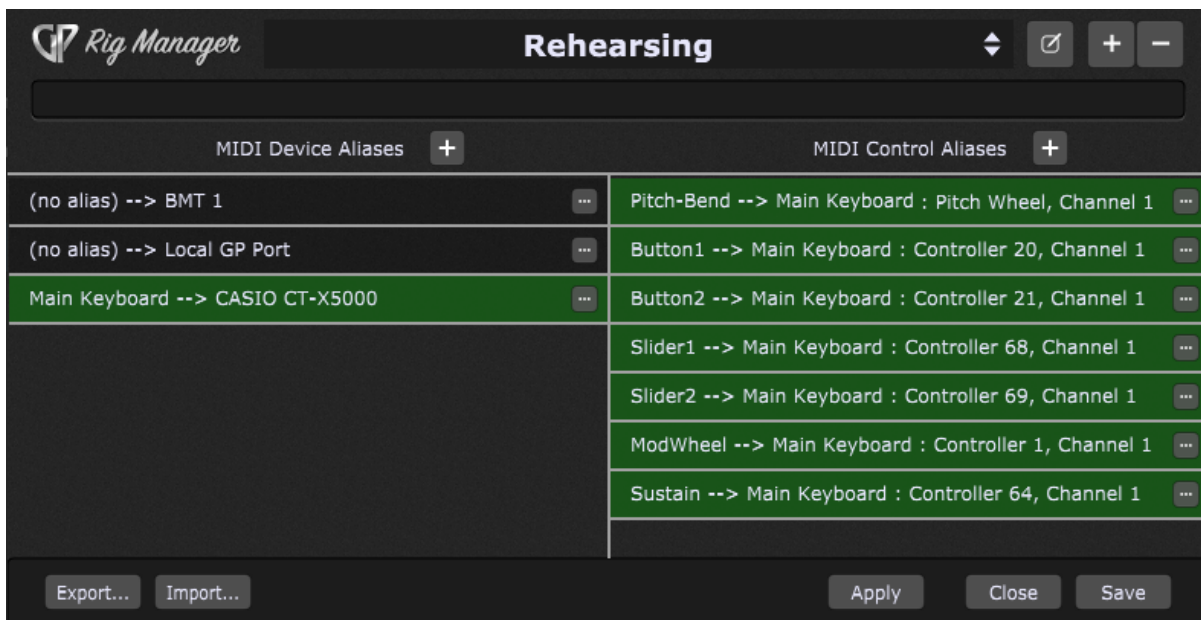 GP Rig Manager
Rehearsing
MIDI Device Aliases
MIDI Control Aliases
(no alias) --> BMT 1
(no alias) --> Local GP Port
Main Keyboard --> CASIO CT-X5000
Pitch-Bend --> Main Keyboard : Pitch Wheel, Channel 1
Button1 --> Main Keyboard : Controller 20, Channel 1
Button2 --> Main Keyboard : Controller 21, Channel 1
Slider1 --> Main Keyboard : Controller 68, Channel 1
Slider2 --> Main Keyboard : Controller 69, Channel 1
ModWheel --> Main Keyboard : Controller 1, Channel 1
Sustain --> Main Keyboard : Controller 64, Channel 1
Export... Import... Apply Close Save